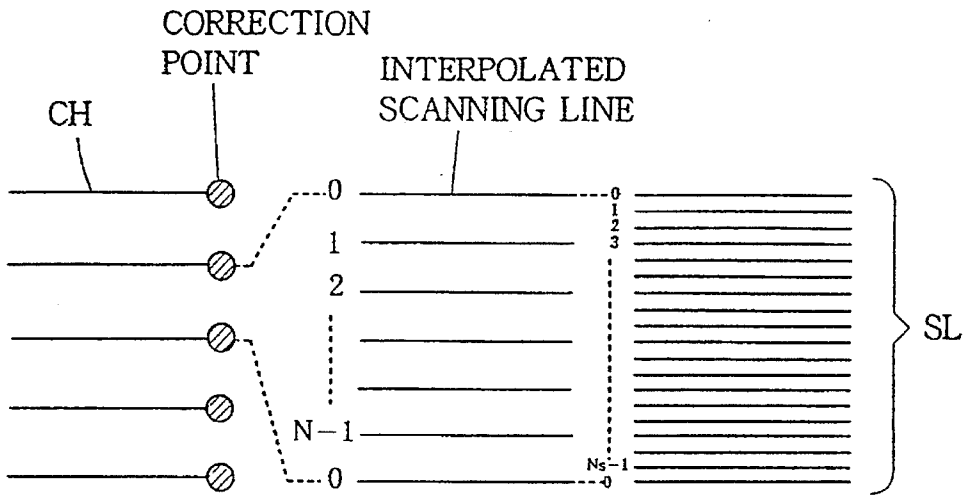 CORRECTION
POINT
INTERPOLATED
SCANNING LINE
CH
0
1
2
N-1
0
0
1
2
3
Ns-1
0
SL